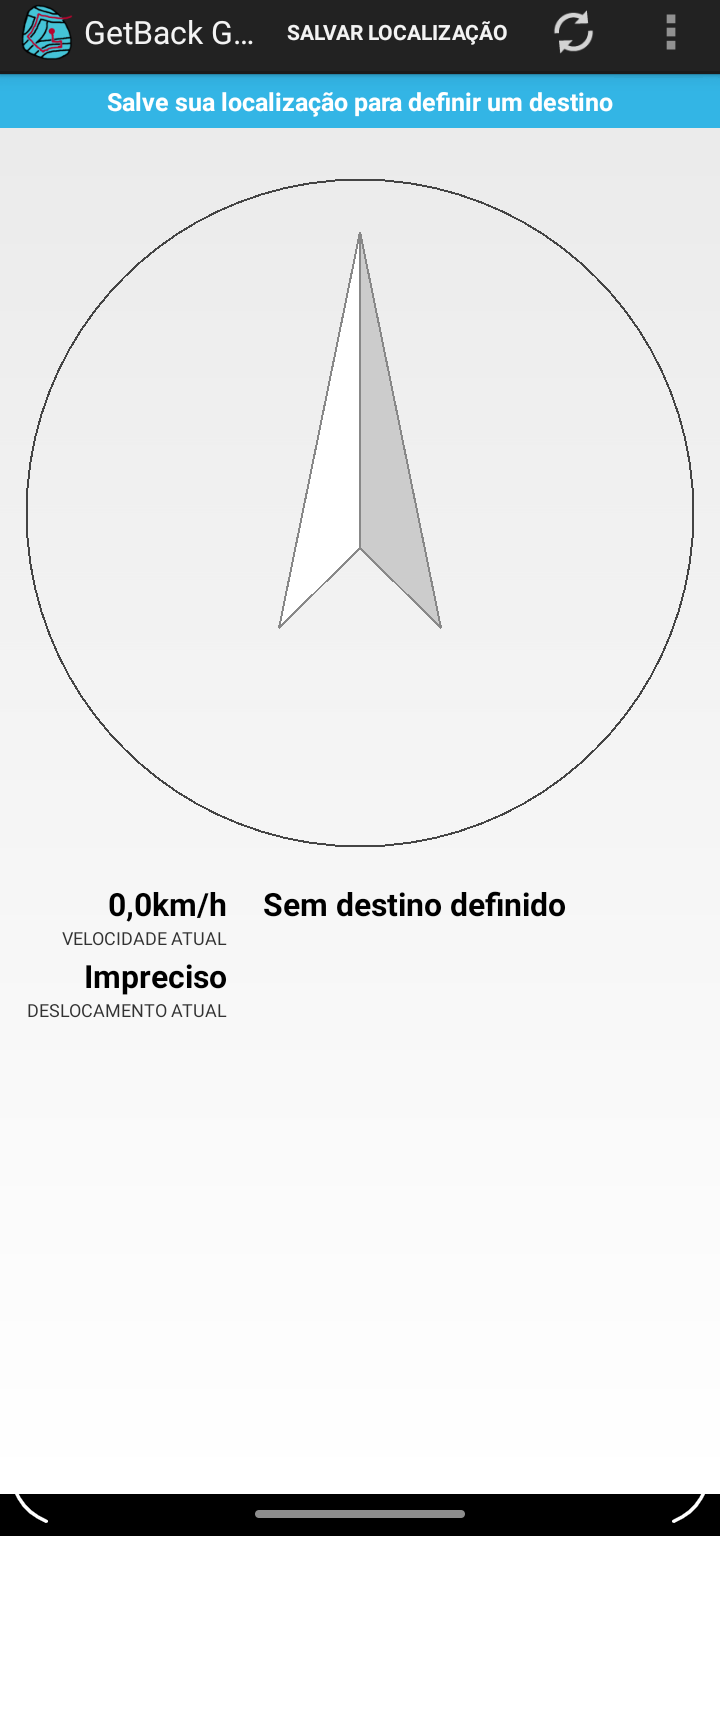 GetBack G... SALVAR LOCALIZAÇÃO
Salve sua localização para definir um destino
0,0km/h Sem destino definido
VELOCIDADE ATUAL
Impreciso
DESLOCAMENTO ATUAL